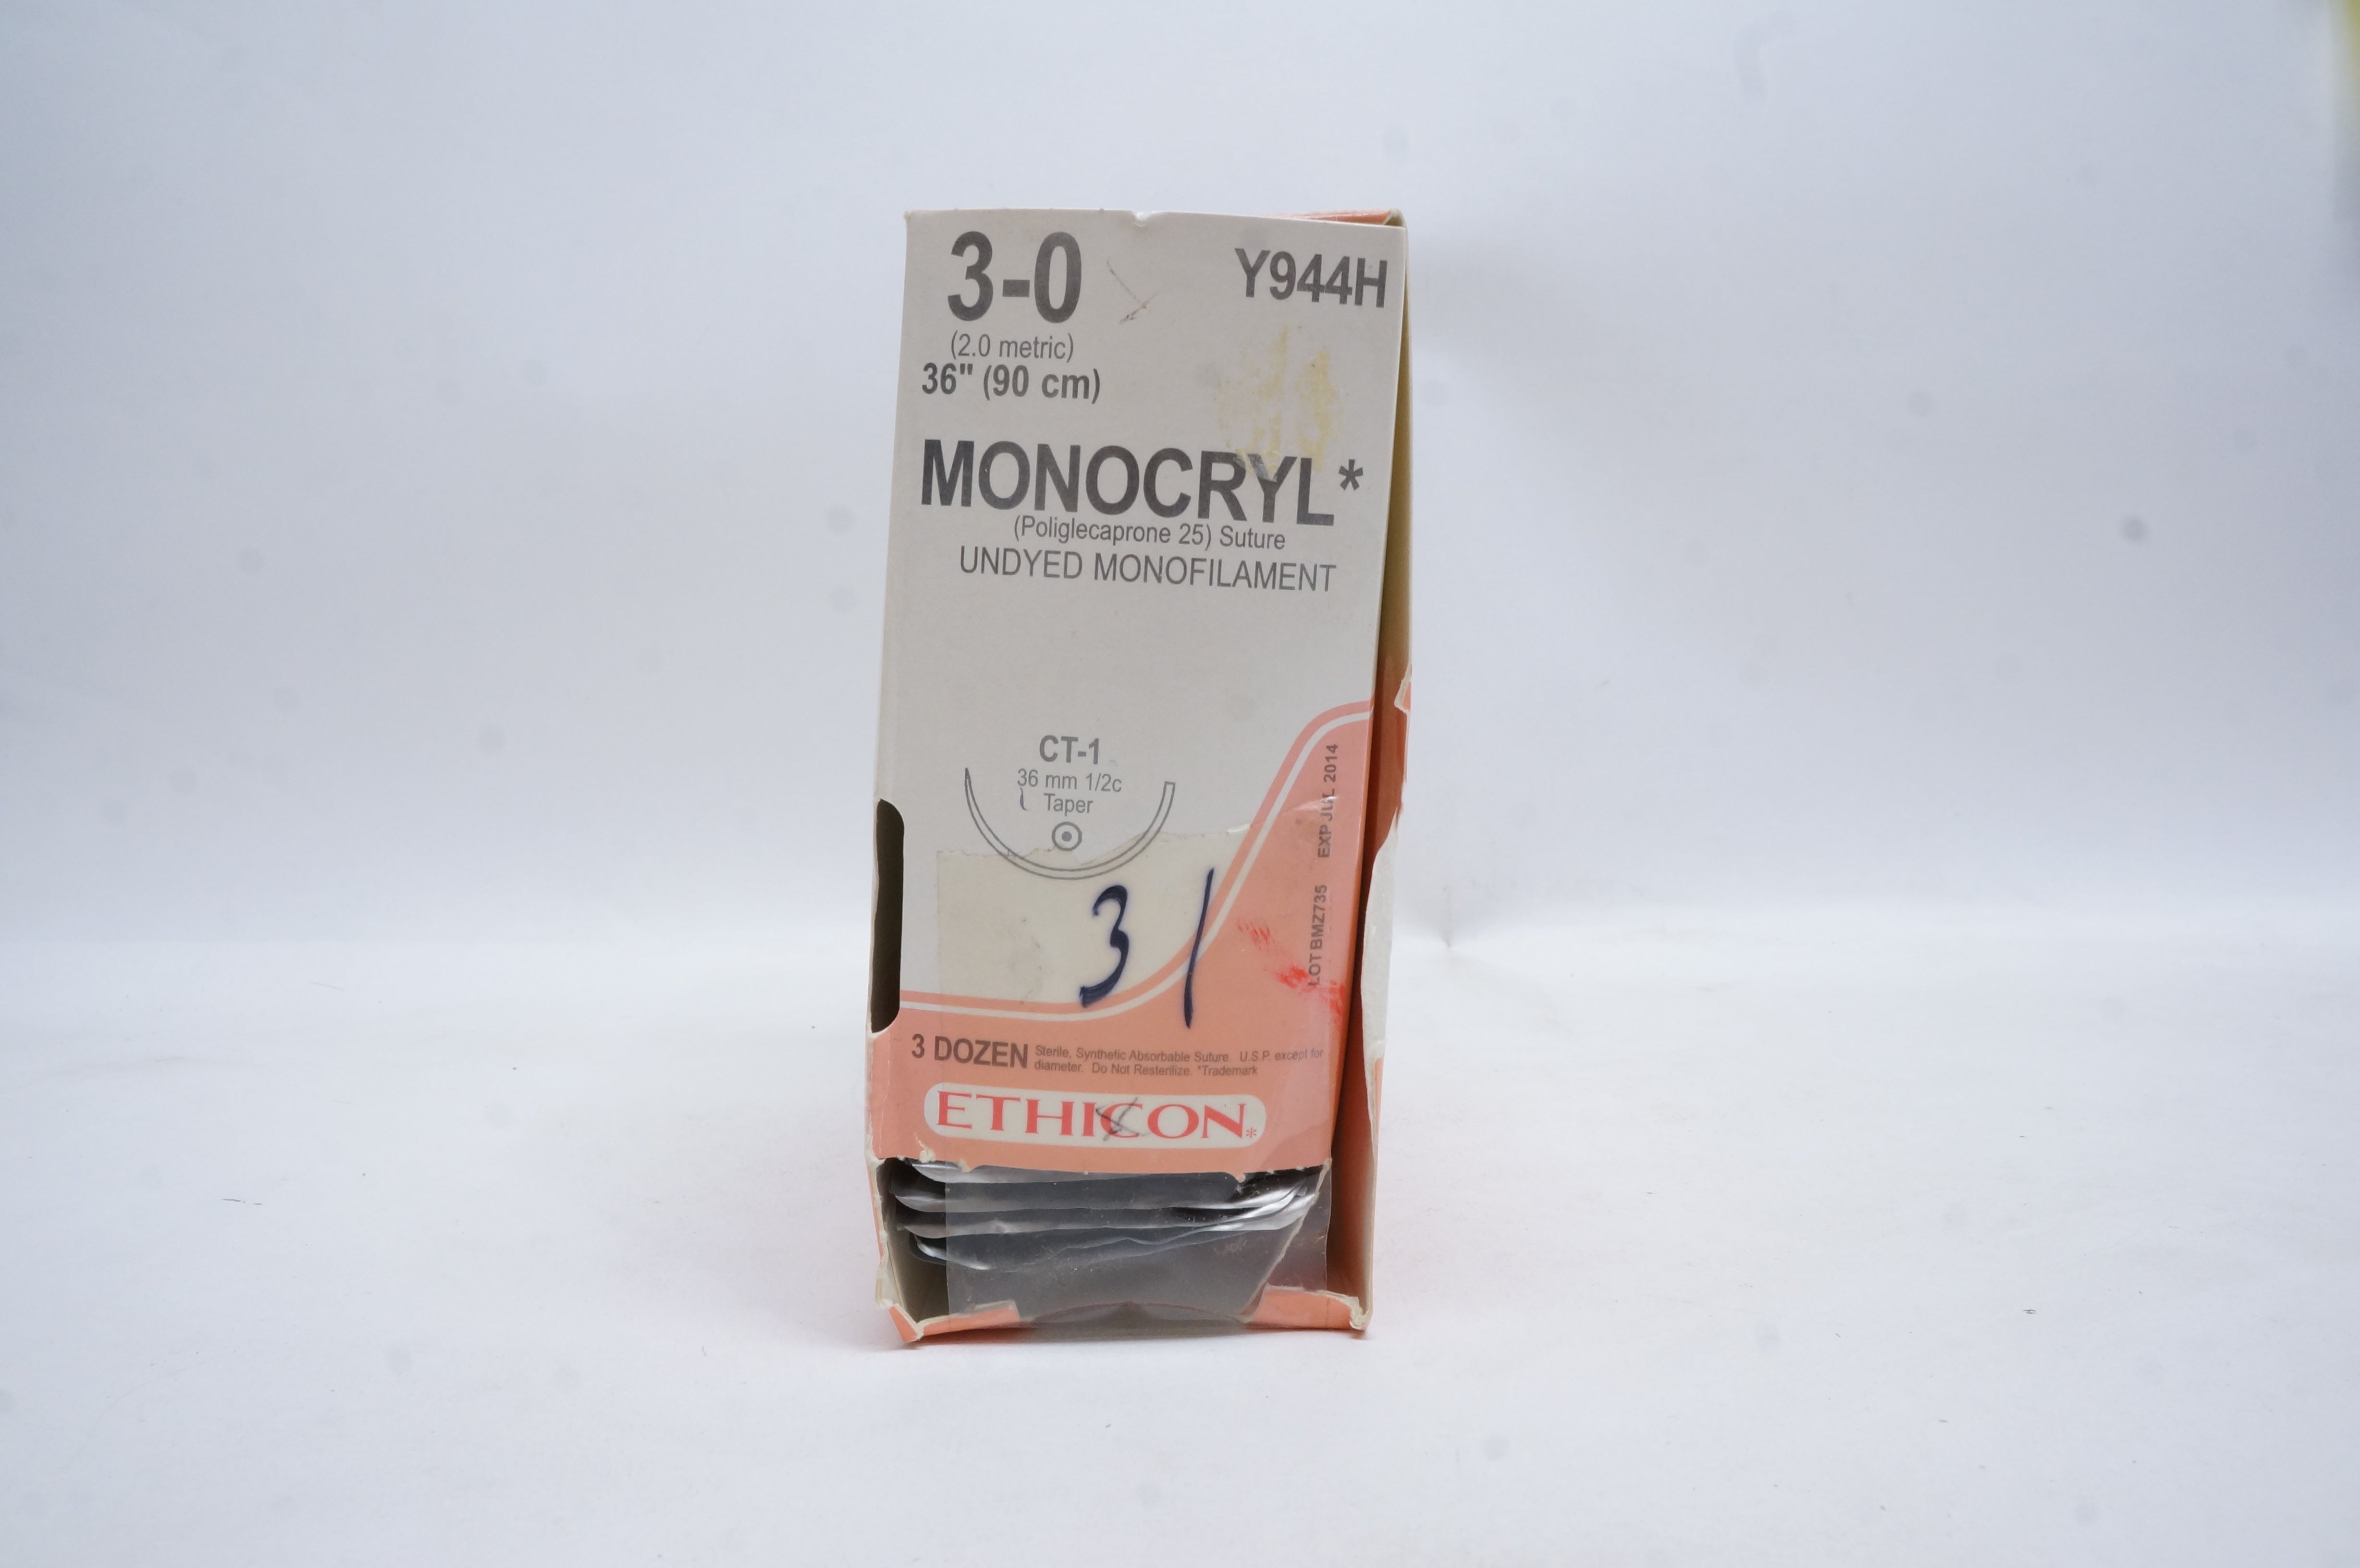 3-0
Y944H
(2.0 metric)
36" (90 cm)
MONOCRYL*
(Poliglecaprone 25) Suture
UNDYED MONOFILAMENT
CT-1
36 mm 1/2c
Taper
EXP JUL 2014
LOT BMZ735
31
3 DOZEN
Sterile, Synthetic Absorbable Suture. U.S.P. except for
diameter. Do Not Resterilize. *Trademark
ETHICON*